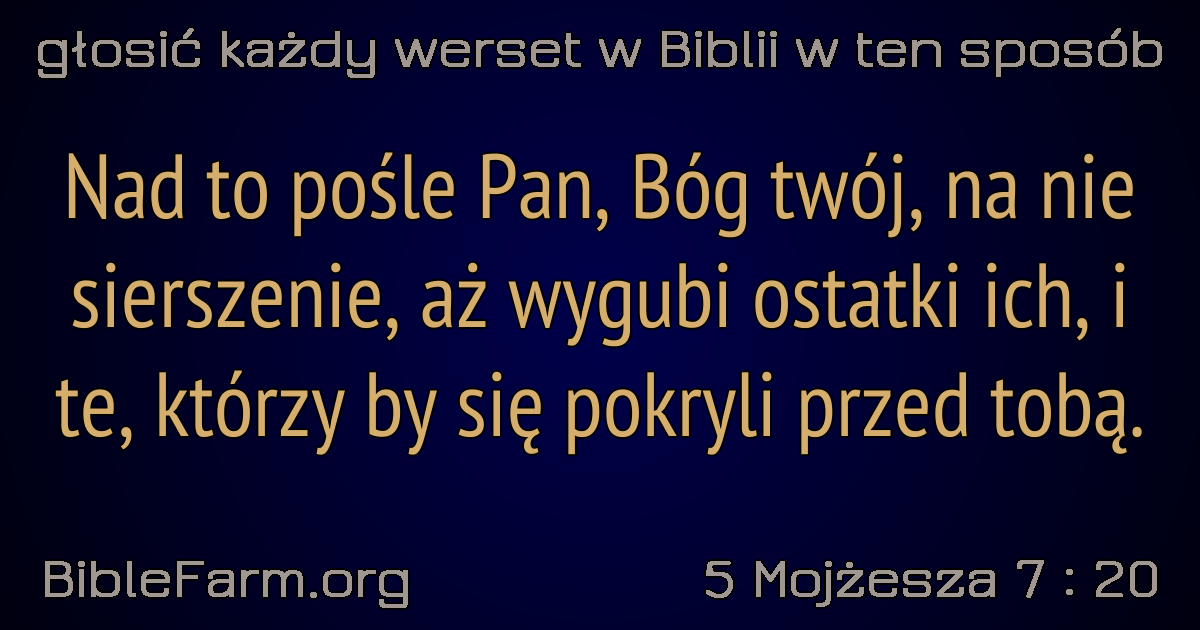 głosić każdy werset w Biblii w ten sposób
Nad to pośle Pan, Bóg twój, na nie
sierszenie, aż wygubi ostatki ich, i
te, którzy by się pokryli przed tobą.
BibleFarm.org
5 Mojżesza 7 : 20